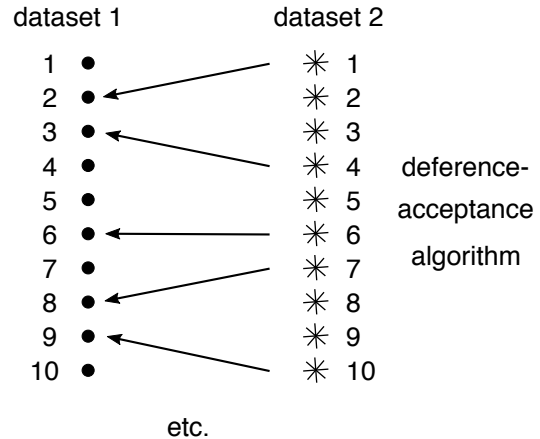 dataset 1 dataset 2
1 1
2 2
3 3
4 4 deference-
5 5 acceptance
6 6 algorithm
7 7
8 8
9 9
10 10
etc.